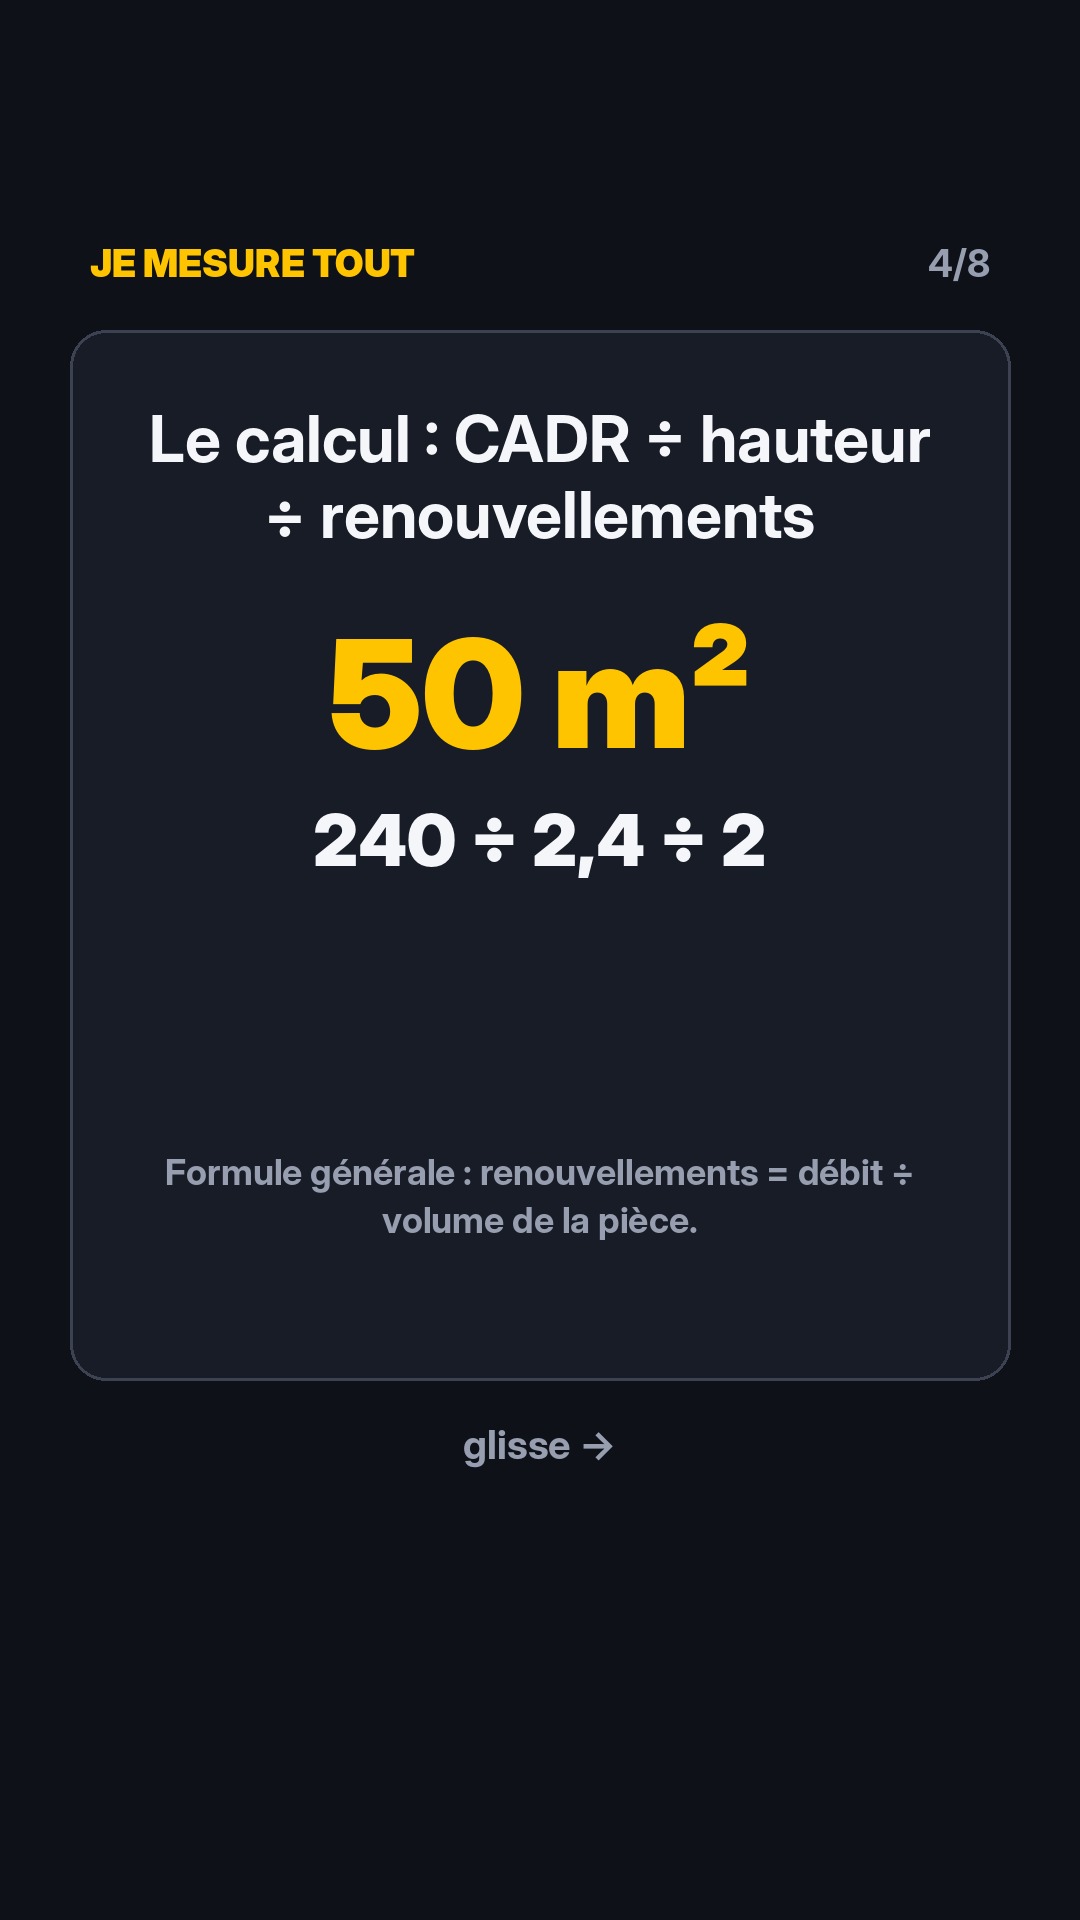 JE MESURE TOUT
4/8
Le calcul : CADR ÷ hauteur
÷ renouvellements
50 m²
240 ÷ 2,4 ÷ 2
Formule générale : renouvellements = débit ÷
volume de la pièce.
glisse →